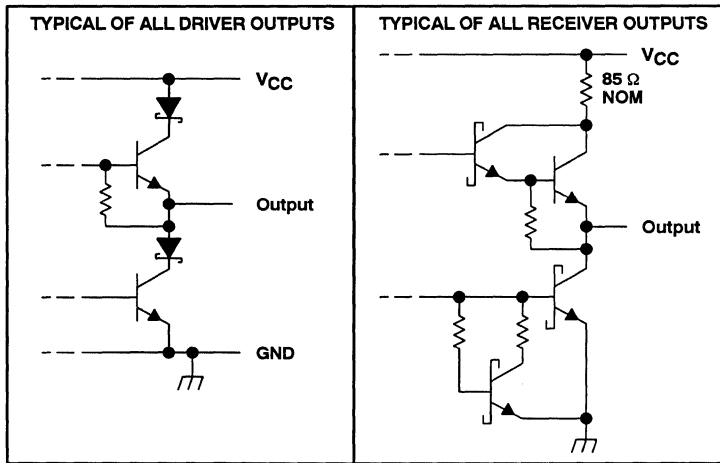 TYPICAL OF ALL DRIVER OUTPUTS
VCC
Output
GND
TYPICAL OF ALL RECEIVER OUTPUTS
VCC
85 Ω
NOM
Output